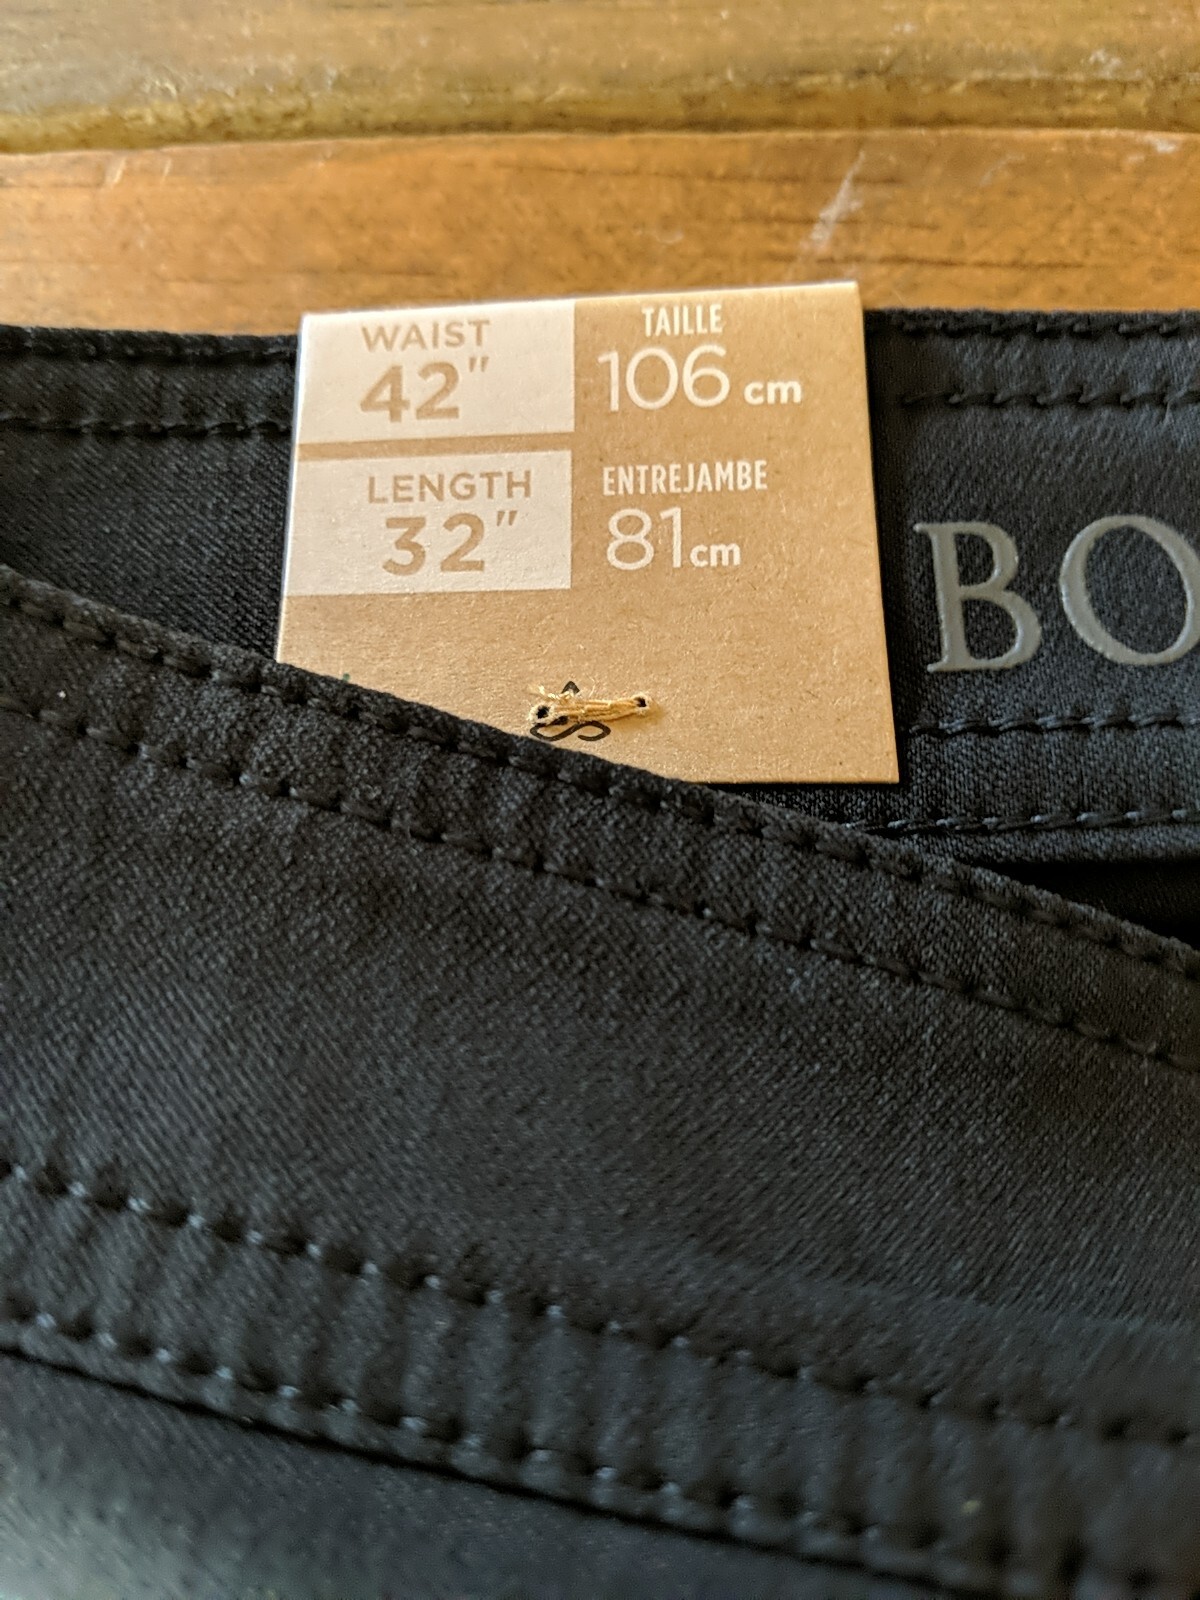 WAIST
42"
TAILLE
106 cm
LENGTH
32"
ENTREJAMBE
81cm
BO